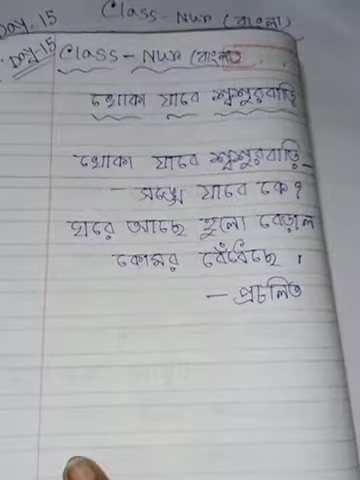 Day.15 Class - Nur (বাংলা)
Day-15 Class - Nur (বাংলা)
খোকা যাবে শ্বশুরবাড়ি
খোকা যাবে শ্বশুরবাড়ি -
- সঙ্গে যাবে কে?
ঘরে আছে হুলো বেড়াল
কোমর বেঁধেছে ।
- প্রচলিত